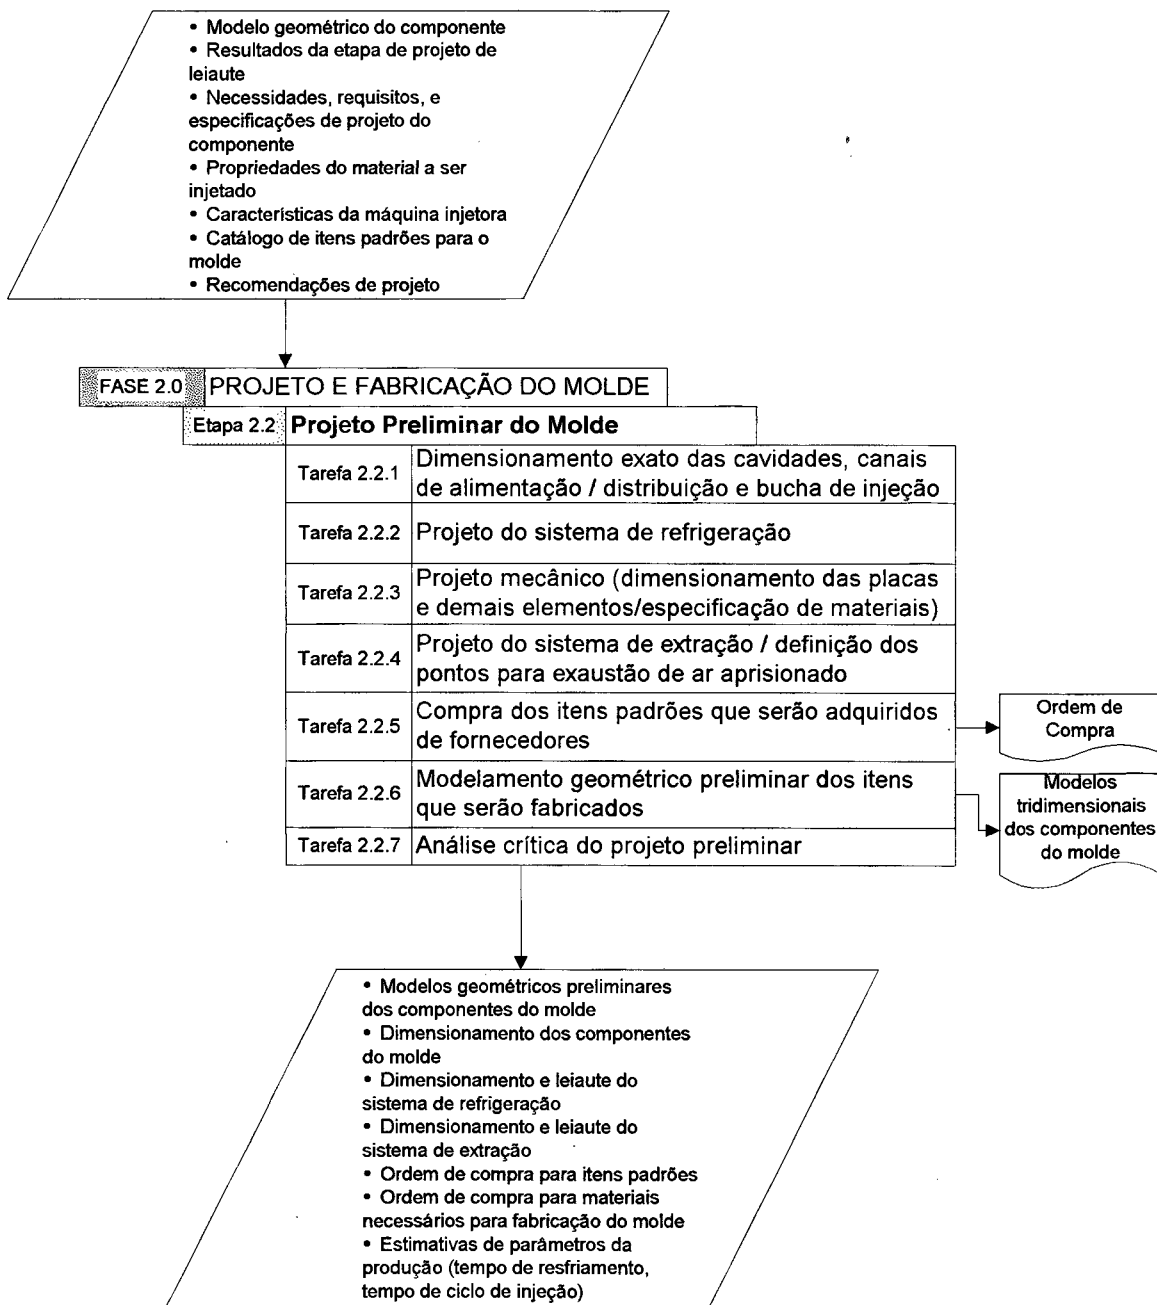 • Modelo geométrico do componente
• Resultados da etapa de projeto de
leiaute
• Necessidades, requisitos, e
especificações de projeto do
componente
• Propriedades do material a ser
injetado
• Características da máquina injetora
• Catálogo de itens padrões para o
molde
• Recomendações de projeto
FASE 2.0 PROJETO E FABRICAÇÃO DO MOLDE
Etapa 2.2 Projeto Preliminar do Molde
Tarefa 2.2.1 Dimensionamento exato das cavidades, canais
de alimentação / distribuição e bucha de injeção
Tarefa 2.2.2 Projeto do sistema de refrigeração
Tarefa 2.2.3 Projeto mecânico (dimensionamento das placas
e demais elementos/especificação de materiais)
Tarefa 2.2.4 Projeto do sistema de extração / definição dos
pontos para exaustão de ar aprisionado
Tarefa 2.2.5 Compra dos itens padrões que serão adquiridos
de fornecedores
Ordem de
Compra
Tarefa 2.2.6 Modelamento geométrico preliminar dos itens
que serão fabricados
Modelos
tridimensionais
dos componentes
do molde
Tarefa 2.2.7 Análise crítica do projeto preliminar
• Modelos geométricos preliminares
dos componentes do molde
• Dimensionamento dos componentes
do molde
• Dimensionamento e leiaute do
sistema de refrigeração
• Dimensionamento e leiaute do
sistema de extração
• Ordem de compra para itens padrões
• Ordem de compra para materiais
necessários para fabricação do molde
• Estimativas de parâmetros da
produção (tempo de resfriamento,
tempo de ciclo de injeção)